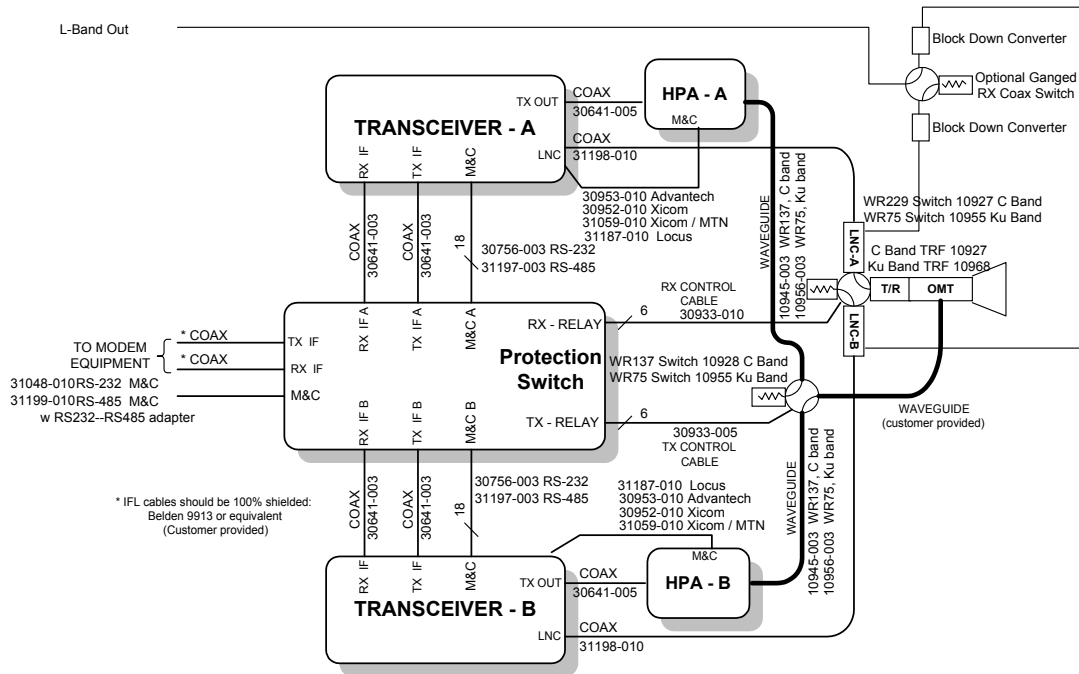 L-Band Out
Block Down Converter
Optional Ganged
RX Coax Switch
Block Down Converter
TRANSCEIVER - A
TX OUT
LNC
RX IF
TX IF
M&C
COAX
30641-005
HPA - A
M&C
COAX
31198-010
30953-010 Advantech
30952-010 Xicom
31059-010 Xicom / MTN
31187-010 Locus
WAVEGUIDE
10945-003 WR137, C band
10956-003 WR75, Ku band
WR229 Switch 10927 C Band
WR75 Switch 10955 Ku Band
C Band TRF 10927
Ku Band TRF 10968
LNC-A
T/R
OMT
LNC-B
COAX
30641-003
COAX
30641-003
18
30756-003 RS-232
31197-003 RS-485
RX CONTROL
CABLE
30933-010
6
TO MODEM
EQUIPMENT
* COAX
* COAX
31048-010RS-232 M&C
31199-010RS-485 M&C
w RS232--RS485 adapter
TX IF
RX IF
M&C
RX IF A
TX IF A
M&C A
RX - RELAY
Protection
Switch
TX - RELAY
RX IF B
TX IF B
M&C B
WR137 Switch 10928 C Band
WR75 Switch 10955 Ku Band
6
30933-005
TX CONTROL
CABLE
WAVEGUIDE
(customer provided)
* IFL cables should be 100% shielded:
Belden 9913 or equivalent
(Customer provided)
COAX
30641-003
COAX
30641-003
18
30756-003 RS-232
31197-003 RS-485
31187-010 Locus
30953-010 Advantech
30952-010 Xicom
31059-010 Xicom / MTN
WAVEGUIDE
10945-003 WR137, C band
10956-003 WR75, Ku band
RX IF
TX IF
M&C
TX OUT
TRANSCEIVER - B
LNC
COAX
30641-005
M&C
HPA - B
COAX
31198-010